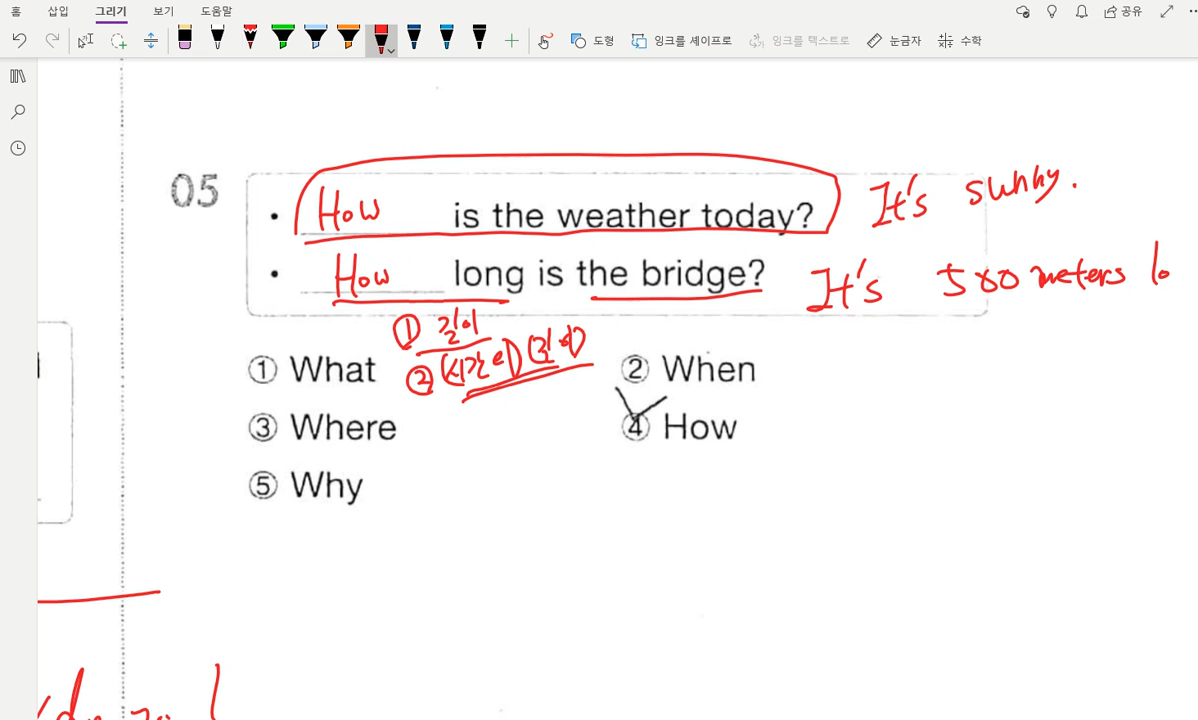 홈 삽입 그리기 보기 도움말 공유
도형 잉크를 셰이프로 잉크를 텍스트로 눈금자 수학
05
• How is the weather today? It's sunny.
• How long is the bridge? It's 500 meters lo
① 길이
② (시간이) (길이)
① What ② When
③ Where ④ How
⑤ Why